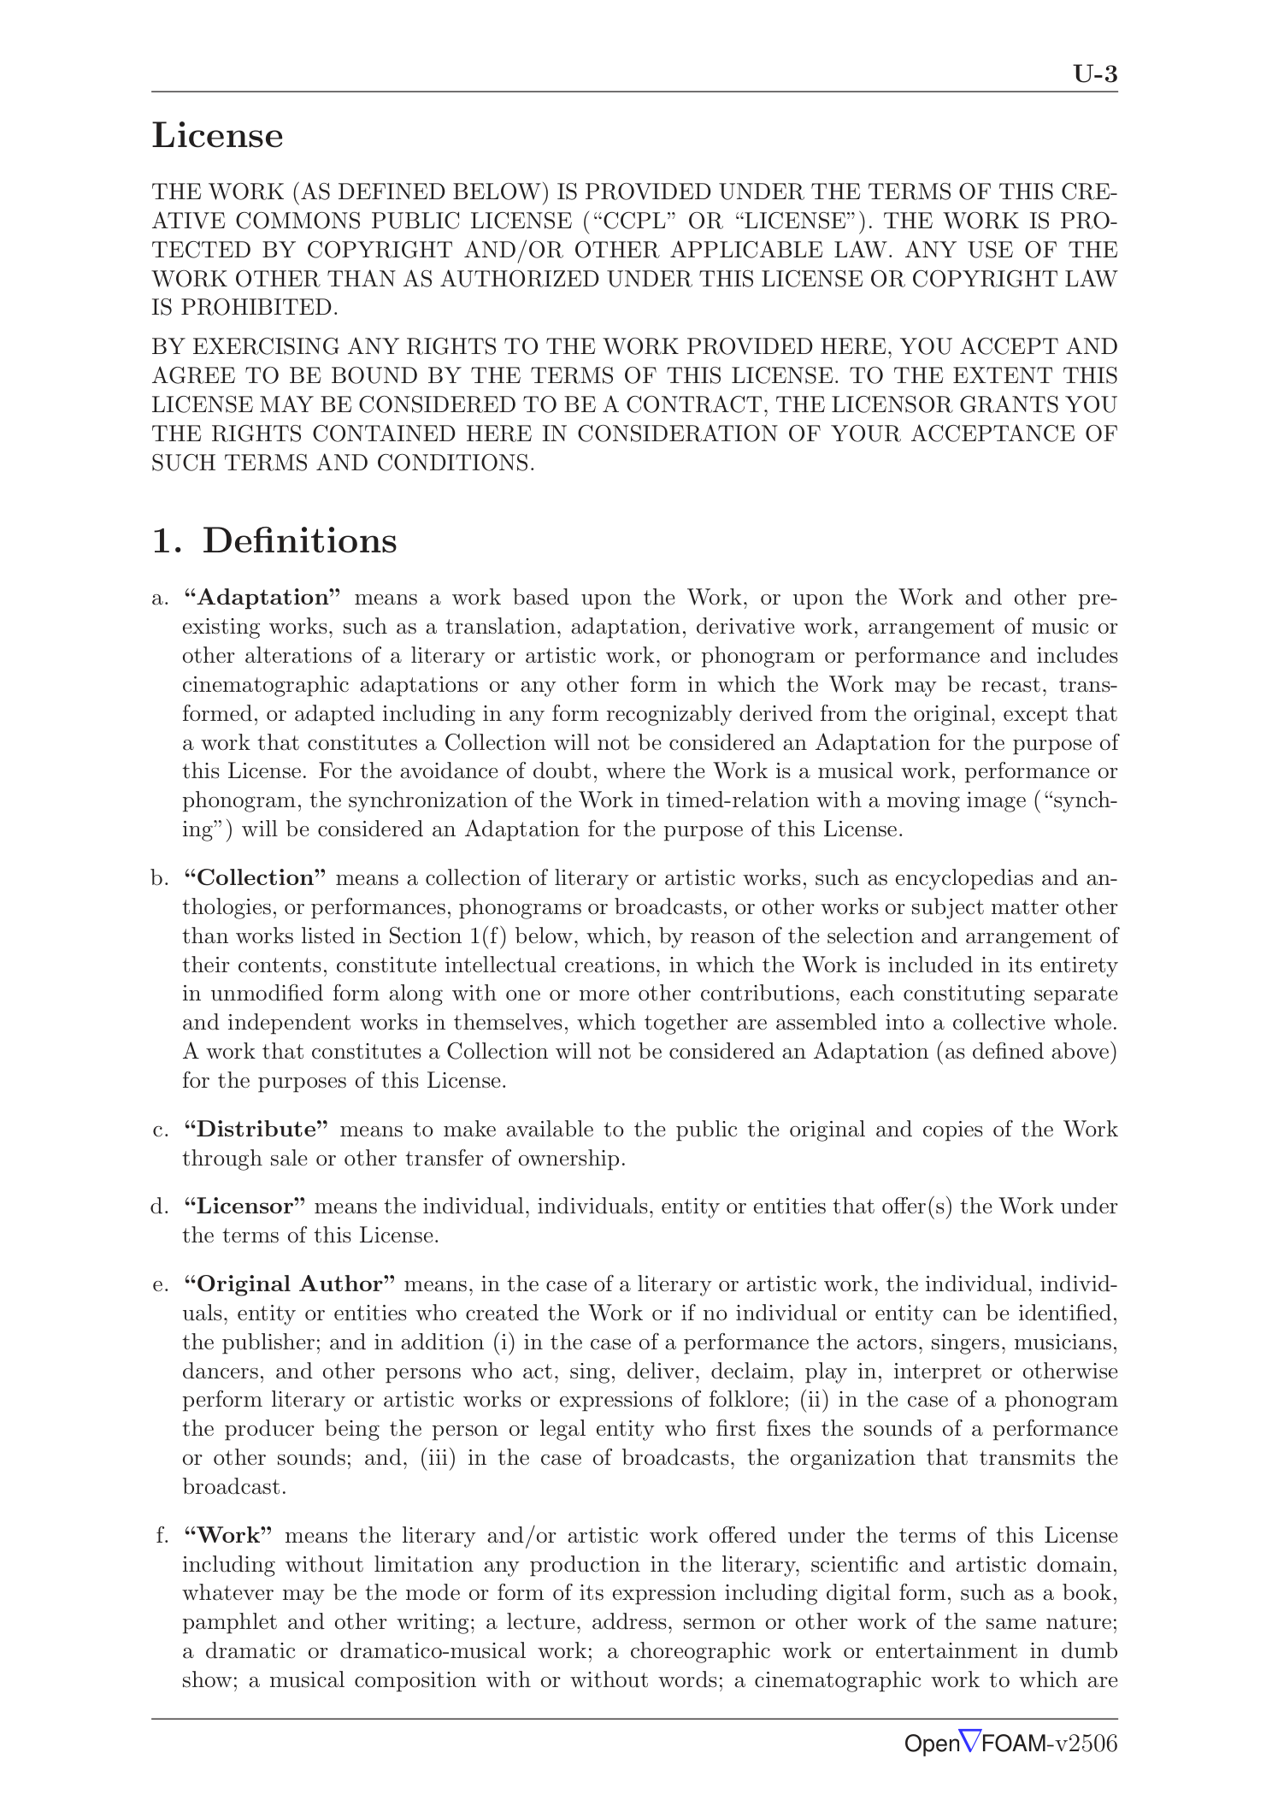 U-3
License
THE WORK (AS DEFINED BELOW) IS PROVIDED UNDER THE TERMS OF THIS CRE-
ATIVE COMMONS PUBLIC LICENSE (“CCPL” OR “LICENSE”). THE WORK IS PRO-
TECTED BY COPYRIGHT AND/OR OTHER APPLICABLE LAW. ANY USE OF THE
WORK OTHER THAN AS AUTHORIZED UNDER THIS LICENSE OR COPYRIGHT LAW
IS PROHIBITED.
BY EXERCISING ANY RIGHTS TO THE WORK PROVIDED HERE, YOU ACCEPT AND
AGREE TO BE BOUND BY THE TERMS OF THIS LICENSE. TO THE EXTENT THIS
LICENSE MAY BE CONSIDERED TO BE A CONTRACT, THE LICENSOR GRANTS YOU
THE RIGHTS CONTAINED HERE IN CONSIDERATION OF YOUR ACCEPTANCE OF
SUCH TERMS AND CONDITIONS.
1. Definitions
a. “Adaptation” means a work based upon the Work, or upon the Work and other pre-
existing works, such as a translation, adaptation, derivative work, arrangement of music or
other alterations of a literary or artistic work, or phonogram or performance and includes
cinematographic adaptations or any other form in which the Work may be recast, trans-
formed, or adapted including in any form recognizably derived from the original, except that
a work that constitutes a Collection will not be considered an Adaptation for the purpose of
this License. For the avoidance of doubt, where the Work is a musical work, performance or
phonogram, the synchronization of the Work in timed-relation with a moving image (“synch-
ing”) will be considered an Adaptation for the purpose of this License.
b. “Collection” means a collection of literary or artistic works, such as encyclopedias and an-
thologies, or performances, phonograms or broadcasts, or other works or subject matter other
than works listed in Section 1(f) below, which, by reason of the selection and arrangement of
their contents, constitute intellectual creations, in which the Work is included in its entirety
in unmodified form along with one or more other contributions, each constituting separate
and independent works in themselves, which together are assembled into a collective whole.
A work that constitutes a Collection will not be considered an Adaptation (as defined above)
for the purposes of this License.
c. “Distribute” means to make available to the public the original and copies of the Work
through sale or other transfer of ownership.
d. “Licensor” means the individual, individuals, entity or entities that offer(s) the Work under
the terms of this License.
e. “Original Author” means, in the case of a literary or artistic work, the individual, individ-
uals, entity or entities who created the Work or if no individual or entity can be identified,
the publisher; and in addition (i) in the case of a performance the actors, singers, musicians,
dancers, and other persons who act, sing, deliver, declaim, play in, interpret or otherwise
perform literary or artistic works or expressions of folklore; (ii) in the case of a phonogram
the producer being the person or legal entity who first fixes the sounds of a performance
or other sounds; and, (iii) in the case of broadcasts, the organization that transmits the
broadcast.
f. “Work” means the literary and/or artistic work offered under the terms of this License
including without limitation any production in the literary, scientific and artistic domain,
whatever may be the mode or form of its expression including digital form, such as a book,
pamphlet and other writing; a lecture, address, sermon or other work of the same nature;
a dramatic or dramatico-musical work; a choreographic work or entertainment in dumb
show; a musical composition with or without words; a cinematographic work to which are
Open▽FOAM-v2506